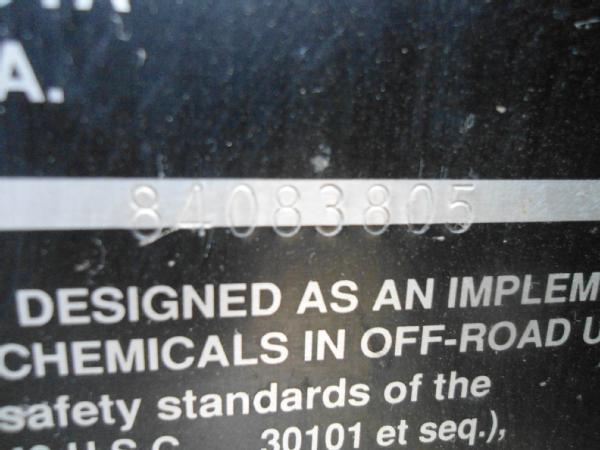 A.
84083805
DESIGNED AS AN IMPLEM
CHEMICALS IN OFF-ROAD U
safety standards of the
U.S.C. 30101 et seq.),